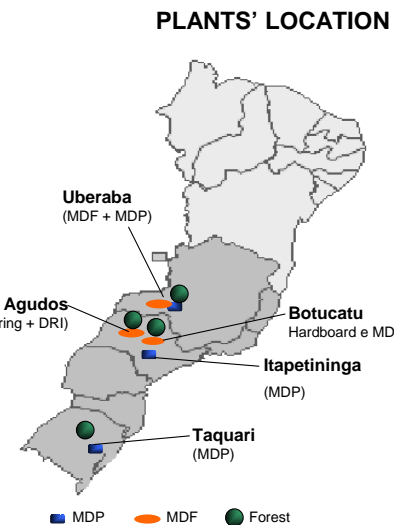 PLANTS’ LOCATION
Uberaba
(MDF + MDP)
Agudos
ring + DRI)
Botucatu
Hardboard e MD
Itapetininga
(MDP)
Taquari
(MDP)
MDP MDF Forest